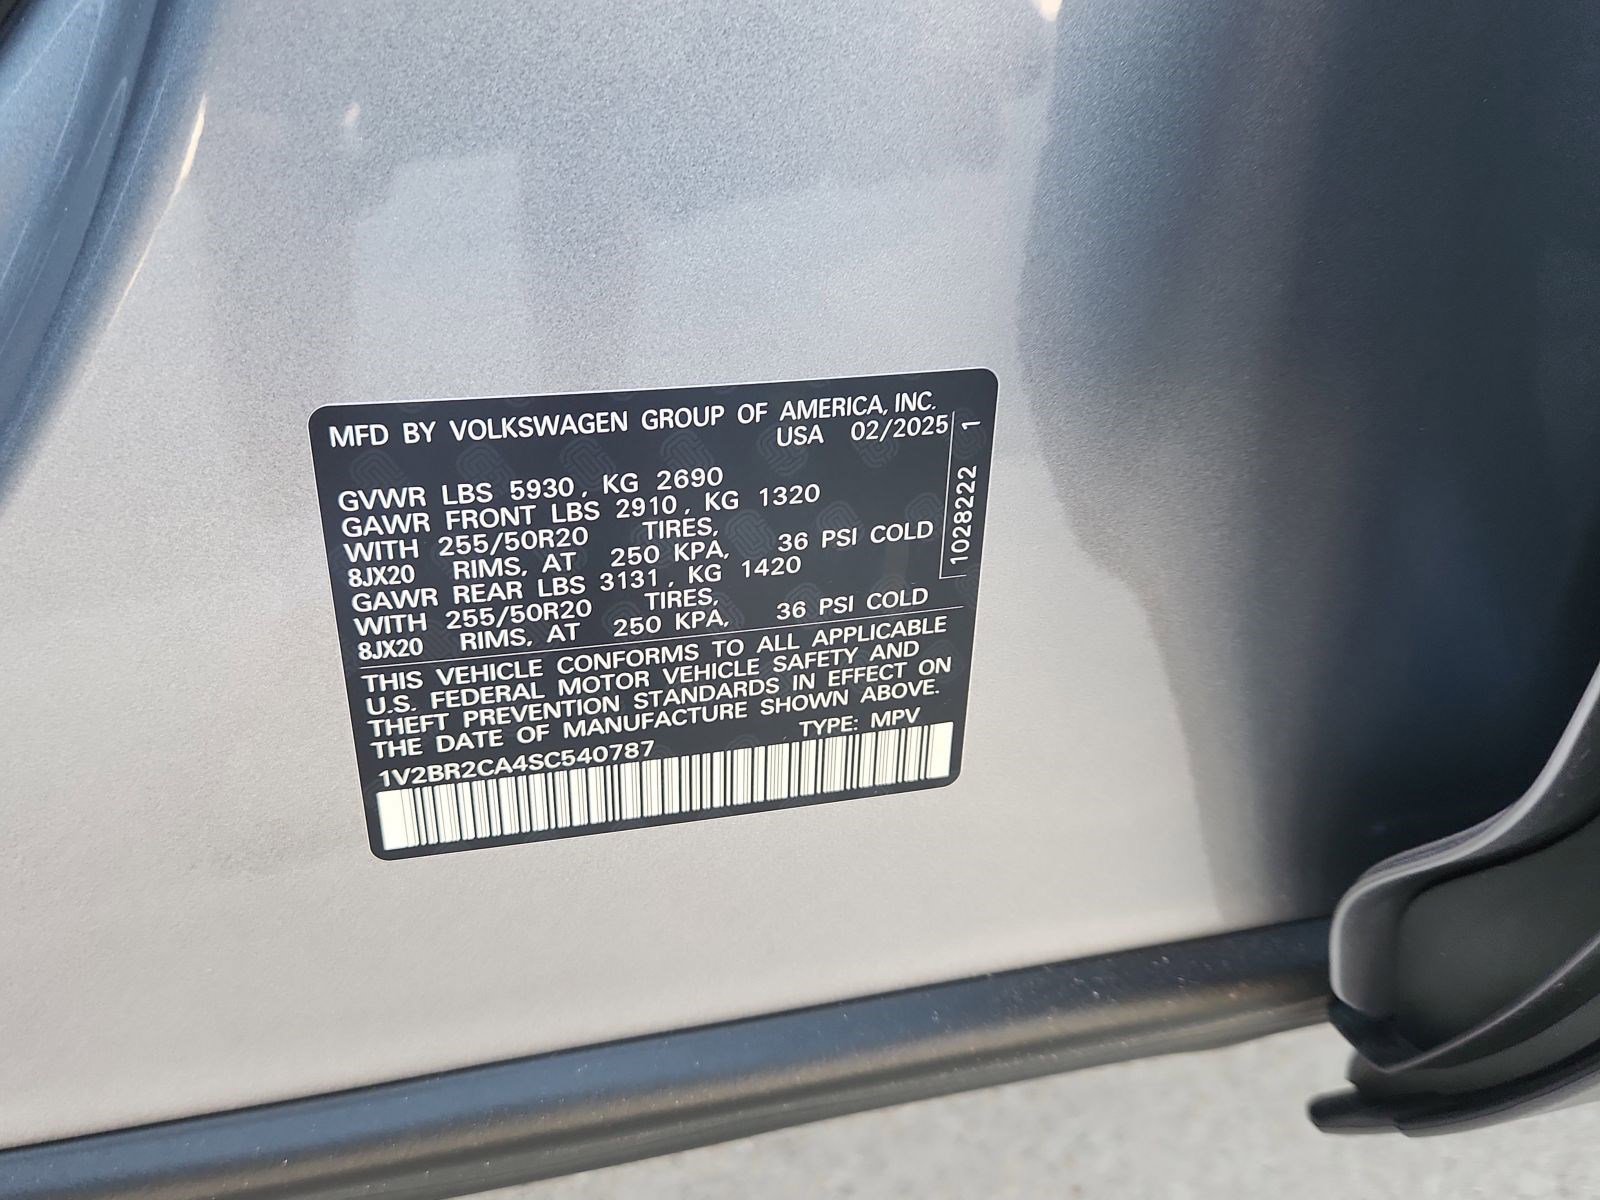 MFD BY VOLKSWAGEN GROUP OF AMERICA, INC.
USA 02/2025
GVWR LBS 5930, KG 2690
GAWR FRONT LBS 2910, KG 1320
WITH 255/50R20 TIRES,
8JX20 RIMS, AT 250 KPA, 36 PSI COLD
GAWR REAR LBS 3131, KG 1420
WITH 255/50R20 TIRES,
8JX20 RIMS, AT 250 KPA, 36 PSI COLD
THIS VEHICLE CONFORMS TO ALL APPLICABLE
U.S. FEDERAL MOTOR VEHICLE SAFETY AND
THEFT PREVENTION STANDARDS IN EFFECT ON
THE DATE OF MANUFACTURE SHOWN ABOVE.
1V2BR2CA4SC540787 TYPE: MPV
1028222 1